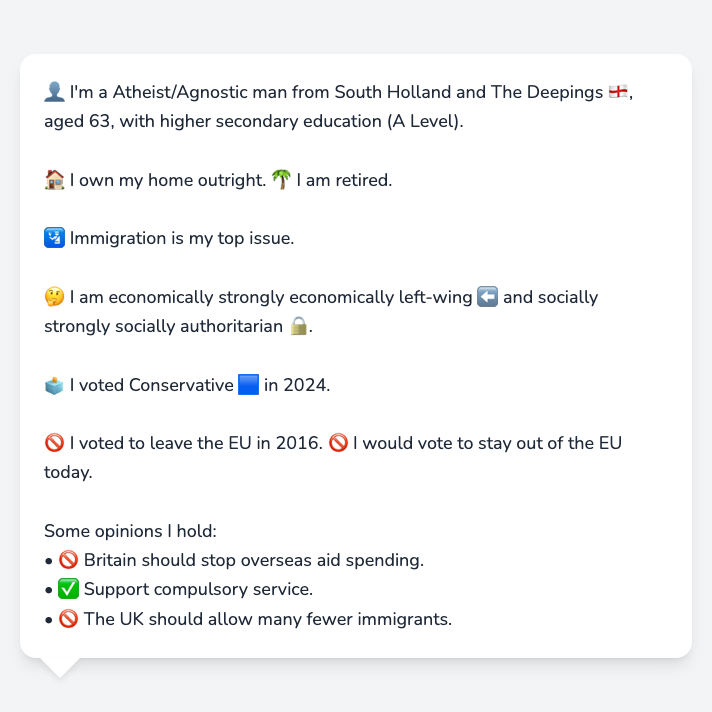 👤 I'm a Atheist/Agnostic man from South Holland and The Deepings 🏴󠁧󠁢󠁥󠁮󠁧󠁿,
aged 63, with higher secondary education (A Level).
🏠 I own my home outright. 🌴 I am retired.
🛂 Immigration is my top issue.
🤔 I am economically strongly economically left-wing ⬅️ and socially
strongly socially authoritarian 🔒.
🗳️ I voted Conservative 🟦 in 2024.
🚫 I voted to leave the EU in 2016. 🚫 I would vote to stay out of the EU
today.
Some opinions I hold:
• 🚫 Britain should stop overseas aid spending.
• ✅ Support compulsory service.
• 🚫 The UK should allow many fewer immigrants.